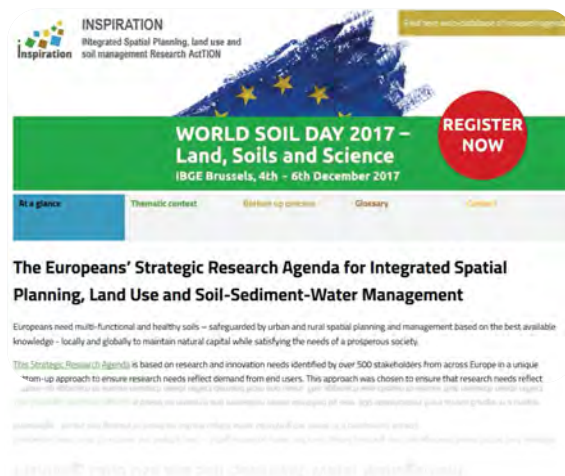 INSPIRATION
INtegrated Spatial Planning, land use and
soil management Research ActTION
inspiration
WORLD SOIL DAY 2017 –
Land, Soils and Science
IBGE Brussels, 4th – 6th December 2017
REGISTER
NOW
At a glance
Thematic context
Bottom up process
Glossary
Contact
The Europeans' Strategic Research Agenda for Integrated Spatial
Planning, Land Use and Soil-Sediment-Water Management
Europeans need multi-functional and healthy soils – safeguarded by urban and rural spatial planning and management based on the best available
knowledge - locally and globally to maintain natural capital while satisfying the needs of a prosperous society.
This Strategic Research Agenda is based on research and innovation needs identified by over 500 stakeholders from across Europe in a unique
approach to ensure research needs reflect demand from end users. This approach was chosen to ensure that research needs reflect